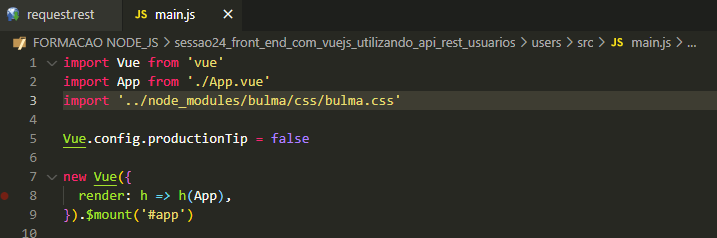 request.rest JS main.js ×
FORMACAO NODE_JS > sessao24_front_end_com_vuejs_utilizando_api_rest_usuarios > users > src > JS main.js > ...
1 import Vue from 'vue'
2 import App from './App.vue'
3 import '../node_modules/bulma/css/bulma.css'
4
5 Vue.config.productionTip = false
6
7 new Vue({
8 render: h => h(App),
9 }).$mount('#app')
10